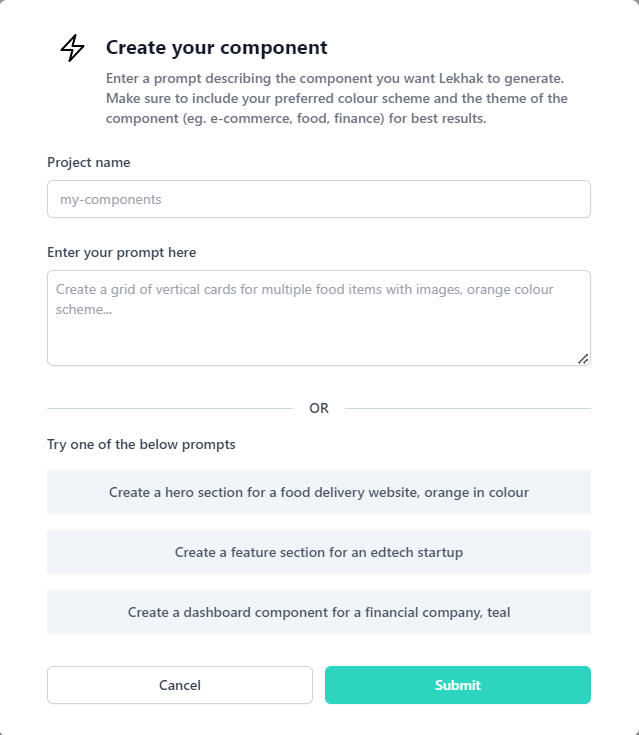 Create your component
Enter a prompt describing the component you want Lekhak to generate.
Make sure to include your preferred colour scheme and the theme of the
component (eg. e-commerce, food, finance) for best results.
Project name
my-components
Enter your prompt here
Create a grid of vertical cards for multiple food items with images, orange colour
scheme...
OR
Try one of the below prompts
Create a hero section for a food delivery website, orange in colour
Create a feature section for an edtech startup
Create a dashboard component for a financial company, teal
Cancel
Submit